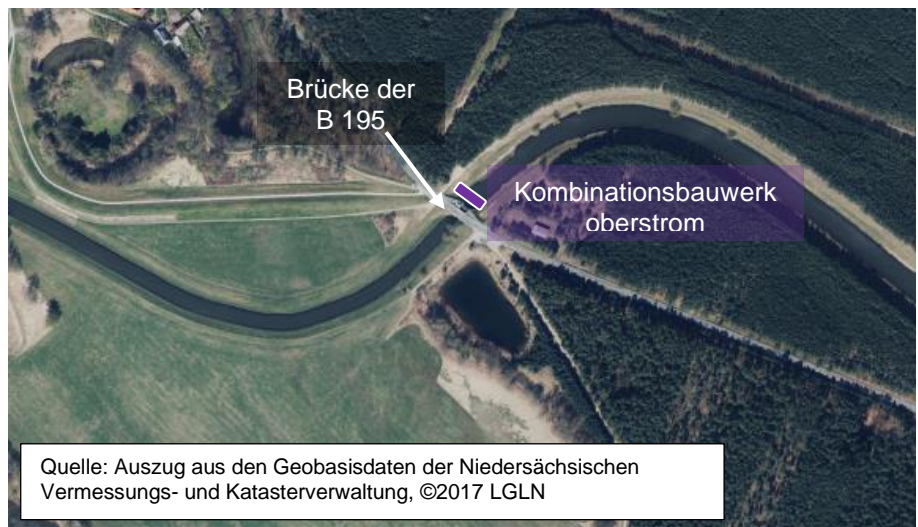 Brücke der
B 195
Kombinationsbauwerk
oberstrom
Quelle: Auszug aus den Geobasisdaten der Niedersächsischen
Vermessungs- und Katasterverwaltung, ©2017 LGLN